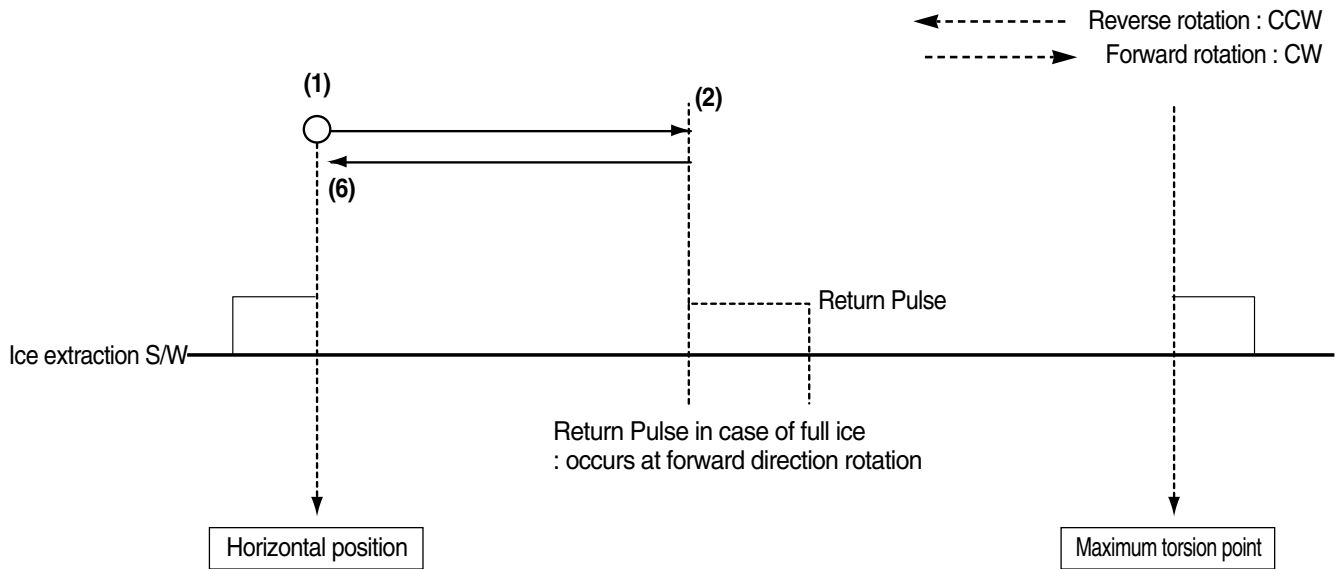 Reverse rotation : CCW
Forward rotation : CW
(1)
(2)
(6)
Return Pulse
Ice extraction S/W
Return Pulse in case of full ice
: occurs at forward direction rotation
Horizontal position
Maximum torsion point